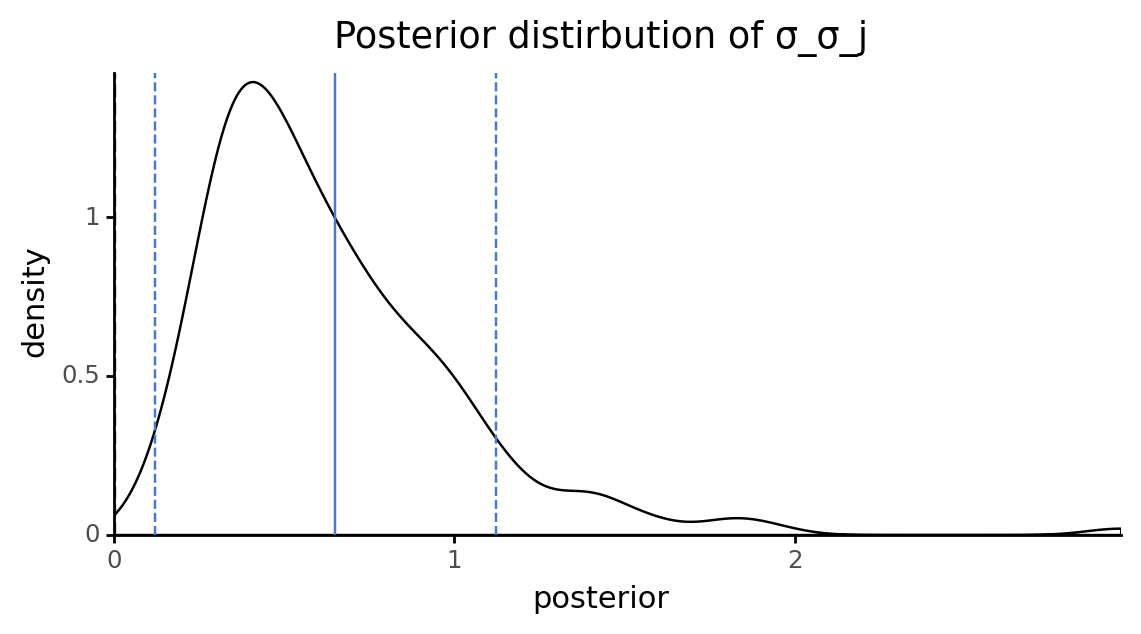 Posterior distirbution of σ_σ_j
density
1
0.5
0
0
1
2
posterior